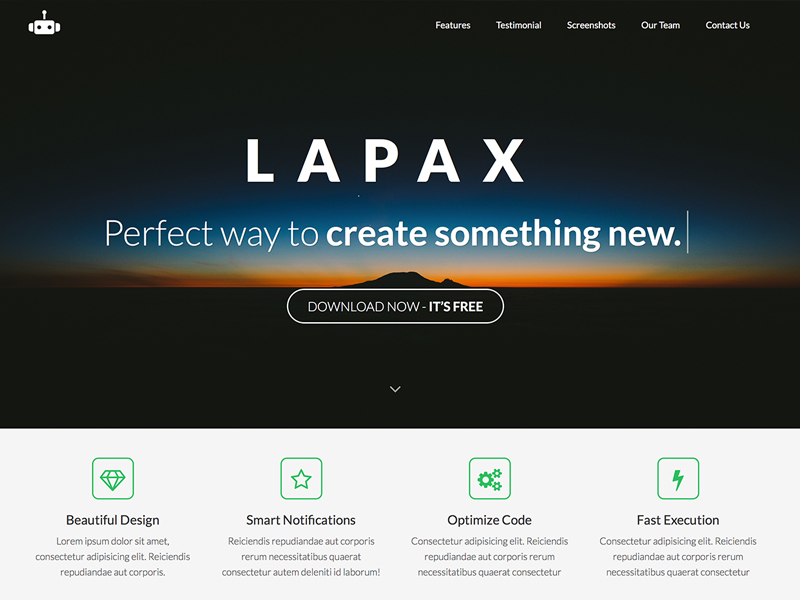 Features Testimonial Screenshots Our Team Contact Us
LAPAX
Perfect way to create something new.
DOWNLOAD NOW - IT'S FREE
Beautiful Design
Lorem ipsum dolor sit amet,
consectetur adipisicing elit. Reiciendis
repudiandae aut corporis.
Smart Notifications
Reiciendis repudiandae aut corporis
rerum necessitatibus quaerat
consectetur autem deleniti id laborum!
Optimize Code
Consectetur adipisicing elit. Reiciendis
repudiandae aut corporis rerum
necessitatibus quaerat consectetur
Fast Execution
Consectetur adipisicing elit. Reiciendis
repudiandae aut corporis rerum
necessitatibus quaerat consectetur